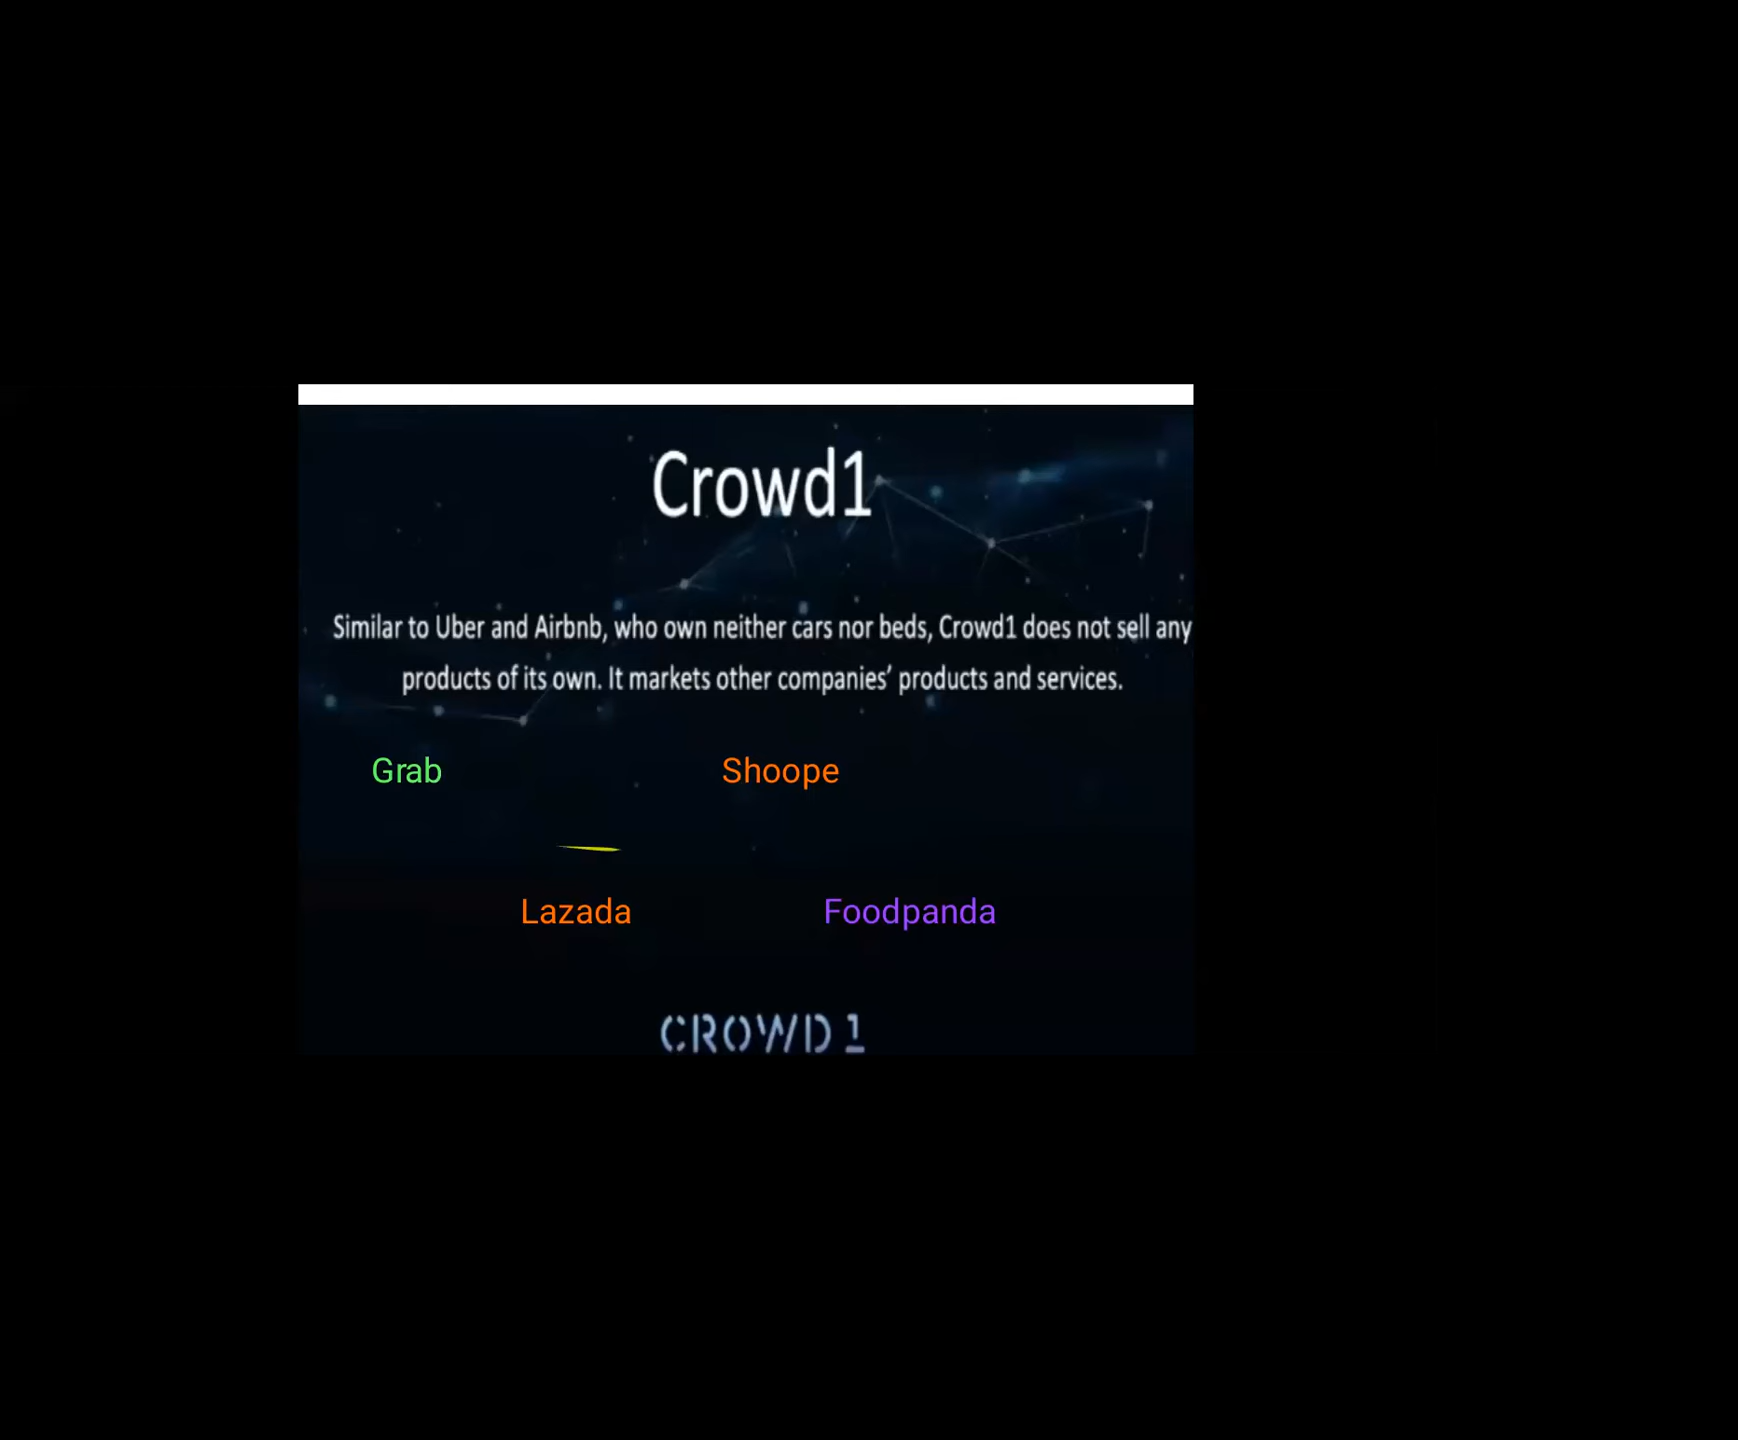 Crowd1
Similar to Uber and Airbnb, who own neither cars nor beds, Crowd1 does not sell any
products of its own. It markets other companies’ products and services.
Grab
Shoope
Lazada
Foodpanda
CROWD1